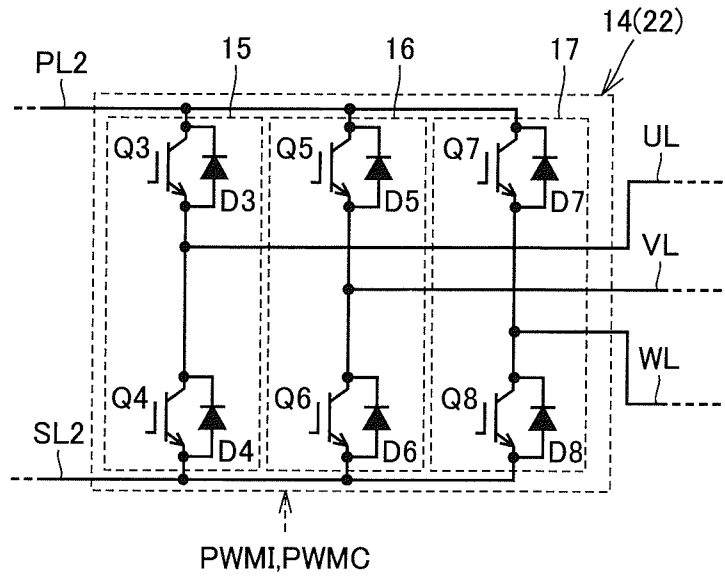 14(22)
PL2
15
16
17
Q3
Q5
Q7
UL
D3
D5
D7
VL
WL
Q4
Q6
Q8
SL2
D4
D6
D8
PWMI,PWMC